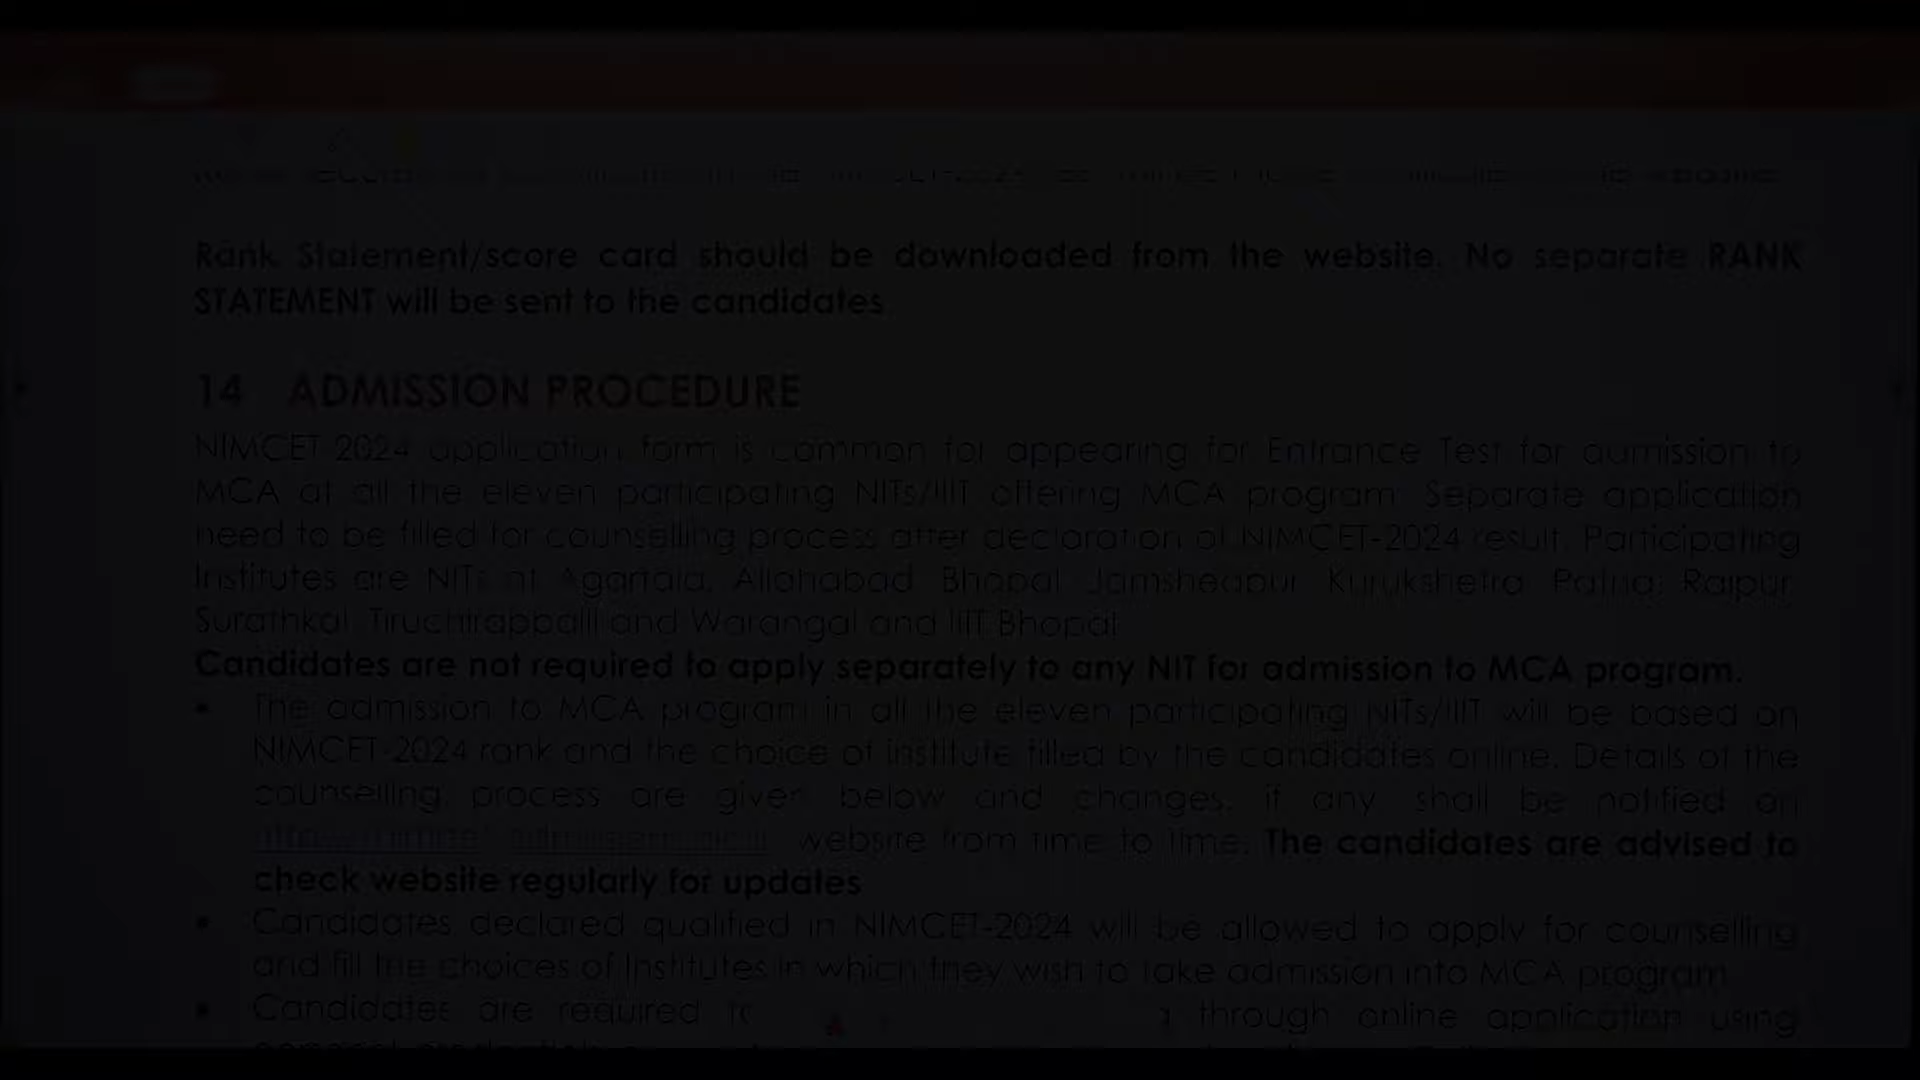 Rank Statement/score card should be downloaded from the website. No separate RANK
STATEMENT will be sent to the candidates
14 ADMISSION PROCEDURE
NIMCET-2024 application form is common for appearing for Entrance Test for admission to
MCA at all the eleven participating NITs/IIIT offering MCA program. Separate application
need to be filled for counselling process after declaration of NIMCET-2024 result. Participating
Institutes are NITs at Agartala, Allahabad Bhopal Jamshedpur Kurukshetra Patna Raipur
Surathkal, Tiruchirappalli and Warangal and IIIT Bhopal
Candidates are not required to apply separately to any NIT for admission to MCA program.
• The admission to MCA program in all the eleven participating NITs/IIIT will be based on
NIMCET-2024 rank and the choice of institute filled by the candidates online. Details of the
counselling process are given below and changes, if any shall be notified on
website from time to time. The candidates are advised to
check website regularly for updates
• Candidates declared qualified in NIMCET-2024 will be allowed to apply for counselling
and fill the choices of Institutes in which they wish to take admission into MCA program
• Candidates are required to through online application using